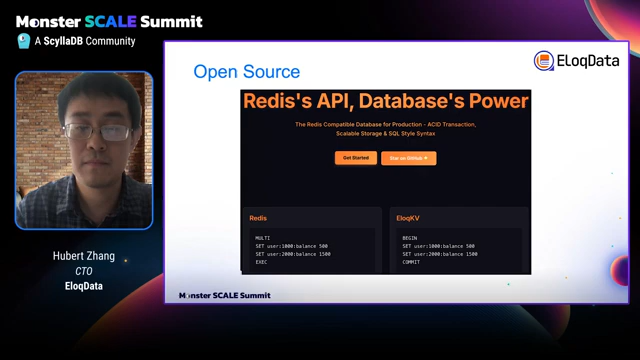 Monster SCALE Summit
A ScyllaDB Community
Hubert Zhang
CTO
EloqData
Open Source
ELOQDATA
Redis's API, Database's Power
The Redis Compatible Database for Production - ACID Transaction,
Scalable Storage & SQL Style Syntax
Get Started
Star on GitHub
Redis
MULTI
SET user:1000:balance 500
SET user:2000:balance 1500
EXEC
EloqKV
BEGIN
SET user:1000:balance 500
SET user:2000:balance 1500
COMMIT
Monster SCALE Summit